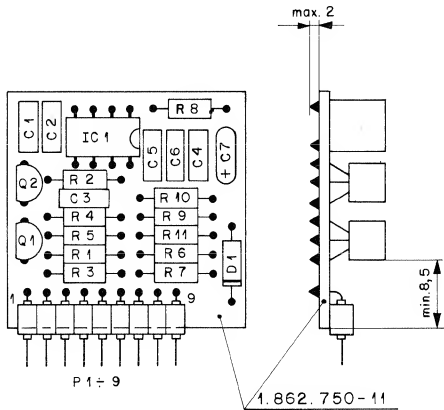 max. 2
C1
C2
IC1
R8
C5
C6
C4
+ C7
Q2
R2
C3
R10
R4
R9
Q1
R5
R11
R1
R6
R3
R7
D1
1
9
min. 8,5
P1÷9
1.862.750-11